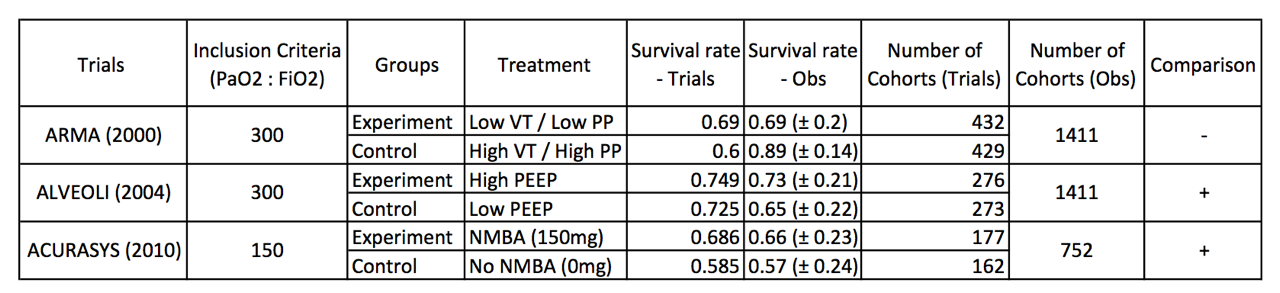 Trials Inclusion Criteria (PaO2 : FiO2) Groups Treatment Survival rate - Trials Survival rate - Obs Number of Cohorts (Trials) Number of Cohorts (Obs) Comparison
ARMA (2000) 300 Experiment Low VT / Low PP 0.69 0.69 (± 0.2) 432 1411 -
Control High VT / High PP 0.6 0.89 (± 0.14) 429
ALVEOLI (2004) 300 Experiment High PEEP 0.749 0.73 (± 0.21) 276 1411 +
Control Low PEEP 0.725 0.65 (± 0.22) 273
ACURASYS (2010) 150 Experiment NMBA (150mg) 0.686 0.66 (± 0.23) 177 752 +
Control No NMBA (0mg) 0.585 0.57 (± 0.24) 162